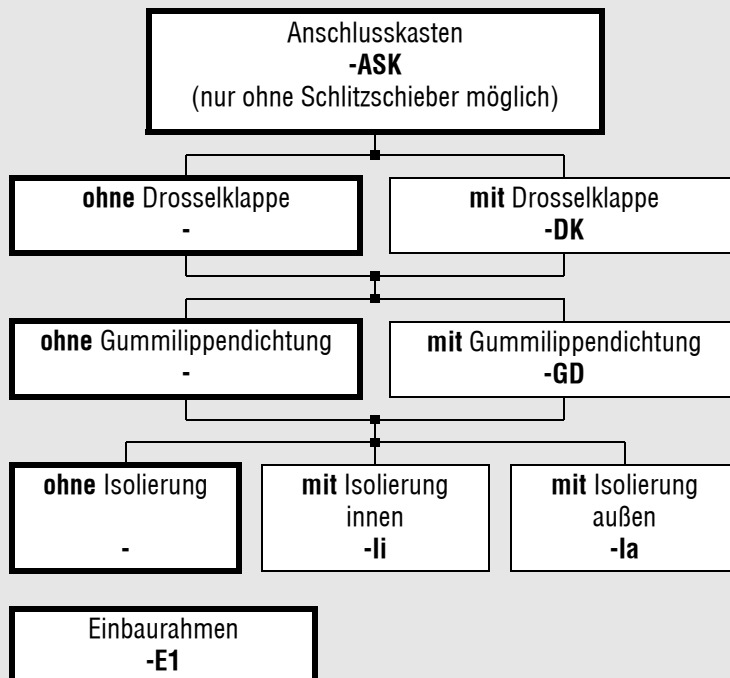 Anschlusskasten
-ASK
(nur ohne Schlitzschieber möglich)
ohne Drosselklappe
-
mit Drosselklappe
-DK
ohne Gummilippendichtung
-
mit Gummilippendichtung
-GD
ohne Isolierung
-
mit Isolierung
innen
-Ii
mit Isolierung
außen
-Ia
Einbaurahmen
-E1